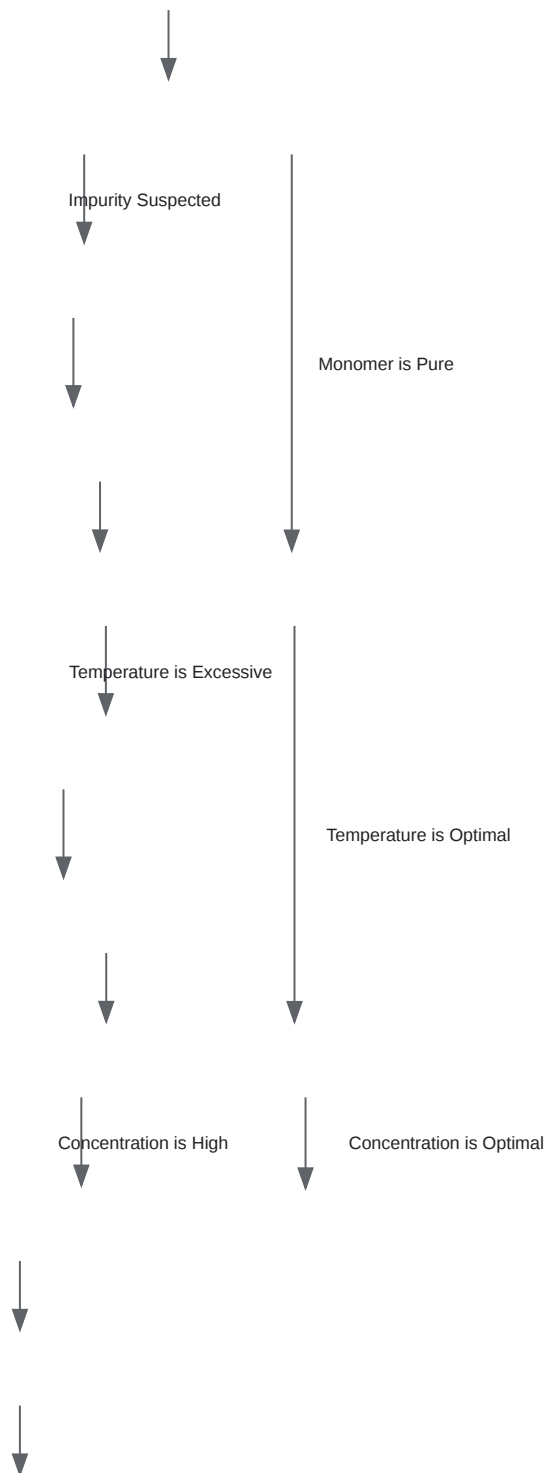 Impurity Suspected
Monomer is Pure
Temperature is Excessive
Temperature is Optimal
Concentration is High
Concentration is Optimal